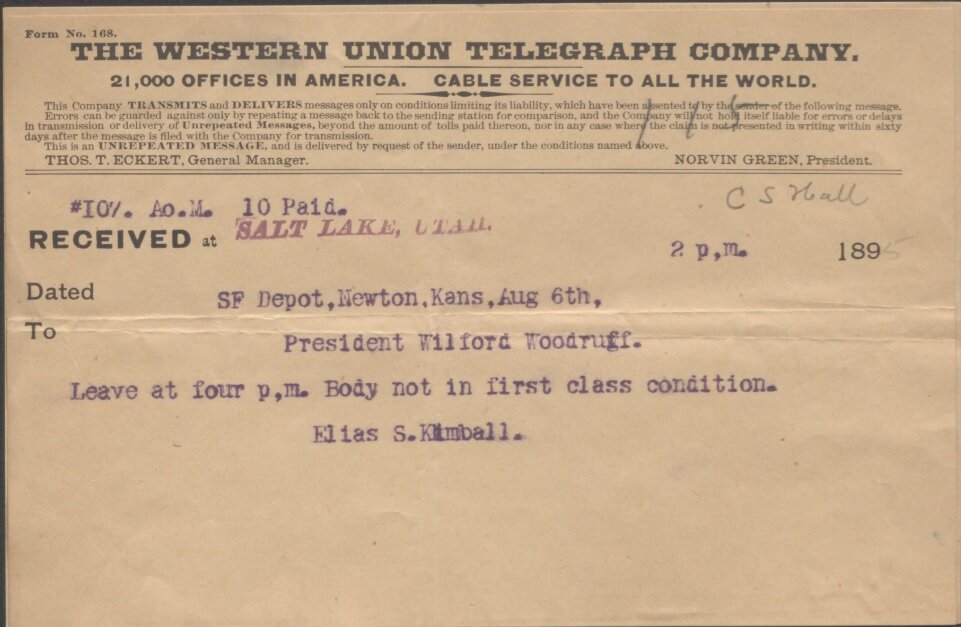 Form No. 168.
THE WESTERN UNION TELEGRAPH COMPANY.
21,000 OFFICES IN AMERICA. CABLE SERVICE TO ALL THE WORLD.
This Company TRANSMITS and DELIVERS messages only on conditions limiting its liability, which have been assented to by the sender of the following message.
Errors can be guarded against only by repeating a message back to the sending station for comparison, and the Company will not hold itself liable for errors or delays
in transmission or delivery of Unrepeated Messages, beyond the amount of tolls paid thereon, nor in any case where the claim is not presented in writing within sixty
days after the message is filed with the Company for transmission.
This is an UNREPEATED MESSAGE, and is delivered by request of the sender, under the conditions named above.
THOS. T. ECKERT, General Manager. NORVIN GREEN, President.
C S Hall
#10%. Ao.M. 10 Paid.
RECEIVED at SALT LAKE, UTAH.
2 p,m. 1895
Dated SF Depot,Newton,Kans,Aug 6th,
To President Wilford Woodruff.
Leave at four p,m. Body not in first class condition.
Elias S.Kimball.